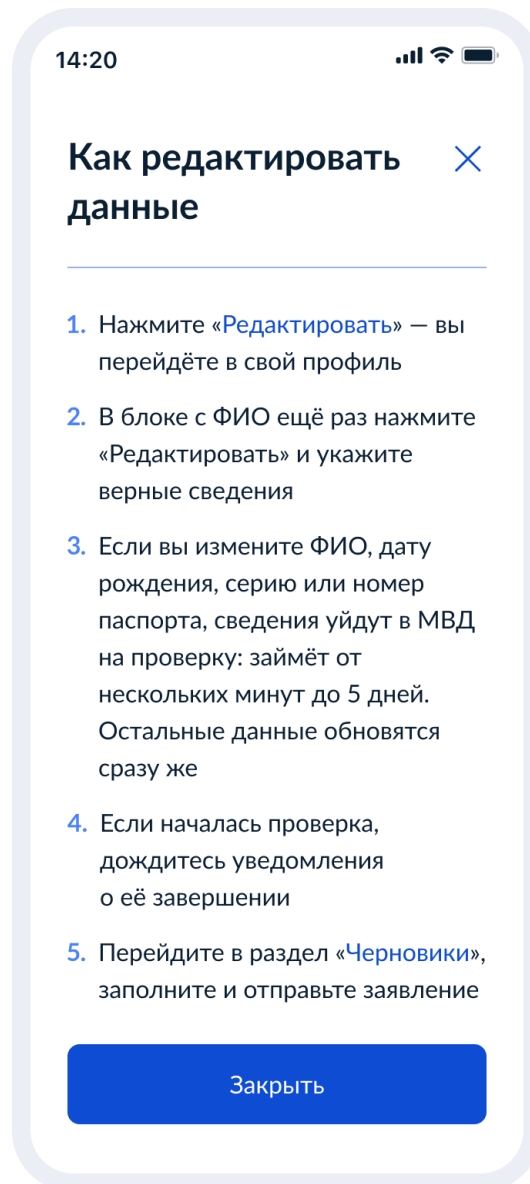 14:20
Как редактировать
данные
1. Нажмите «Редактировать» — вы
перейдёте в свой профиль
2. В блоке с ФИО ещё раз нажмите
«Редактировать» и укажите
верные сведения
3. Если вы измените ФИО, дату
рождения, серию или номер
паспорта, сведения уйдут в МВД
на проверку: займёт от
нескольких минут до 5 дней.
Остальные данные обновятся
сразу же
4. Если началась проверка,
дождитесь уведомления
о её завершении
5. Перейдите в раздел «Черновики»,
заполните и отправьте заявление
Закрыть